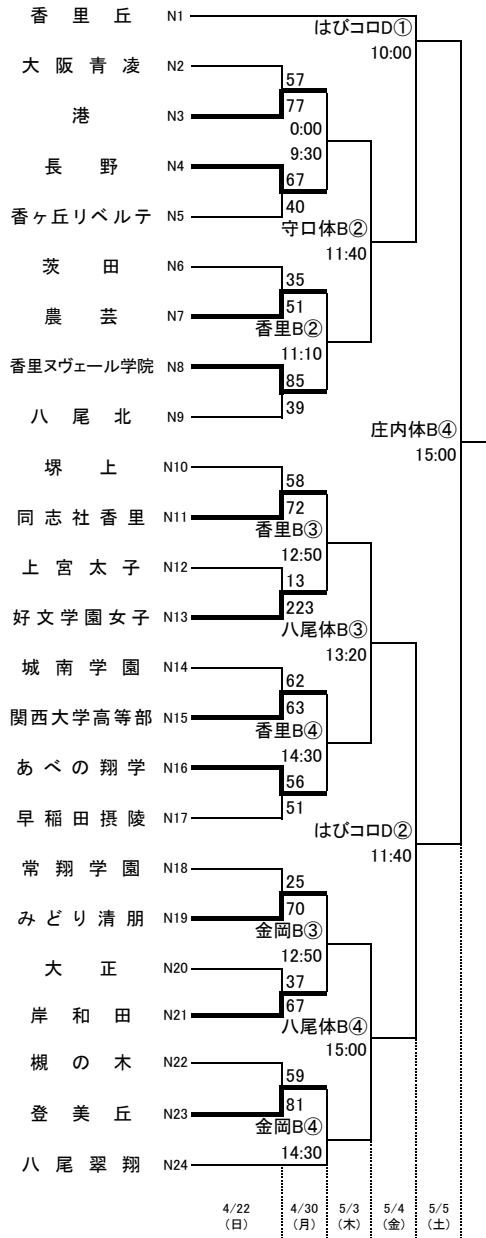 香里丘 N1
はびコロD①
10:00
大阪青凌 N2
57
港 N3
77
0:00
9:30
長野 N4
67
香ヶ丘リベルテ N5
40
守口体B②
11:40
茨田 N6
35
農芸 N7
51
香里B②
11:10
香里ヌヴェール学院 N8
85
八尾北 N9
39
庄内体B④
15:00
堺上 N10
58
同志社香里 N11
72
香里B③
12:50
上宮太子 N12
13
好文学園女子 N13
223
八尾体B③
13:20
城南学園 N14
62
関西大学高等部 N15
63
香里B④
14:30
あべの翔学 N16
56
早稲田摂陵 N17
51
はびコロD②
11:40
常翔学園 N18
25
みどり清朋 N19
70
金岡B③
12:50
大正 N20
37
岸和田 N21
67
八尾体B④
15:00
槻の木 N22
59
登美丘 N23
81
金岡B④
14:30
八尾翠翔 N24
4/22 4/30 5/3 5/4 5/5
(日) (月) (木) (金) (土)